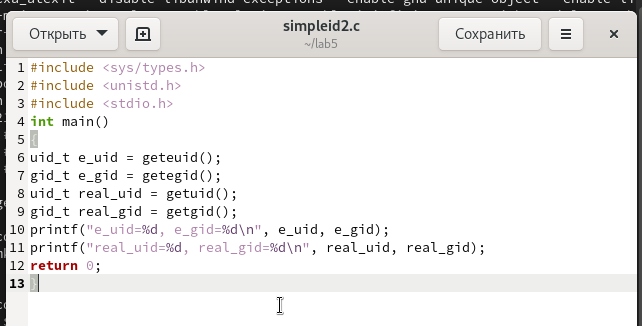 Открыть
simpleid2.c
~/lab5
Сохранить
1 #include <sys/types.h>
2 #include <unistd.h>
3 #include <stdio.h>
4 int main()
5 {
6 uid_t e_uid = geteuid();
7 gid_t e_gid = getegid();
8 uid_t real_uid = getuid();
9 gid_t real_gid = getgid();
10 printf("e_uid=%d, e_gid=%d\n", e_uid, e_gid);
11 printf("real_uid=%d, real_gid=%d\n", real_uid, real_gid);
12 return 0;
13 }